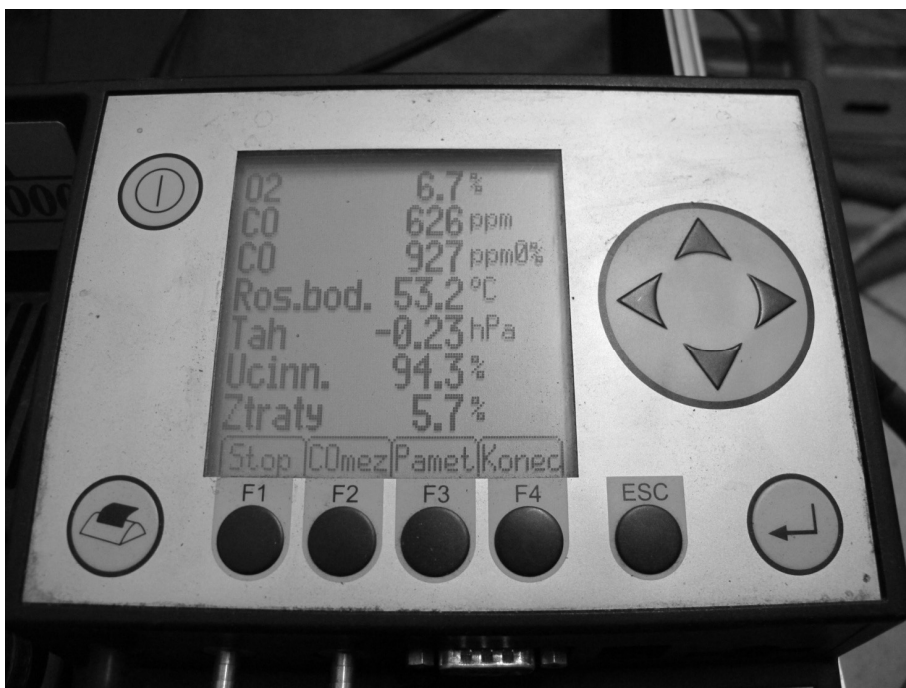 000
O2 6.7 %
CO 626 ppm
CO 927 ppm0%
Ros.bod. 53.2 °C
Tah -0.23 hPa
Ucinn. 94.3 %
Ztraty 5.7 %
Stop COmez Pamet Konec
F1 F2 F3 F4 ESC